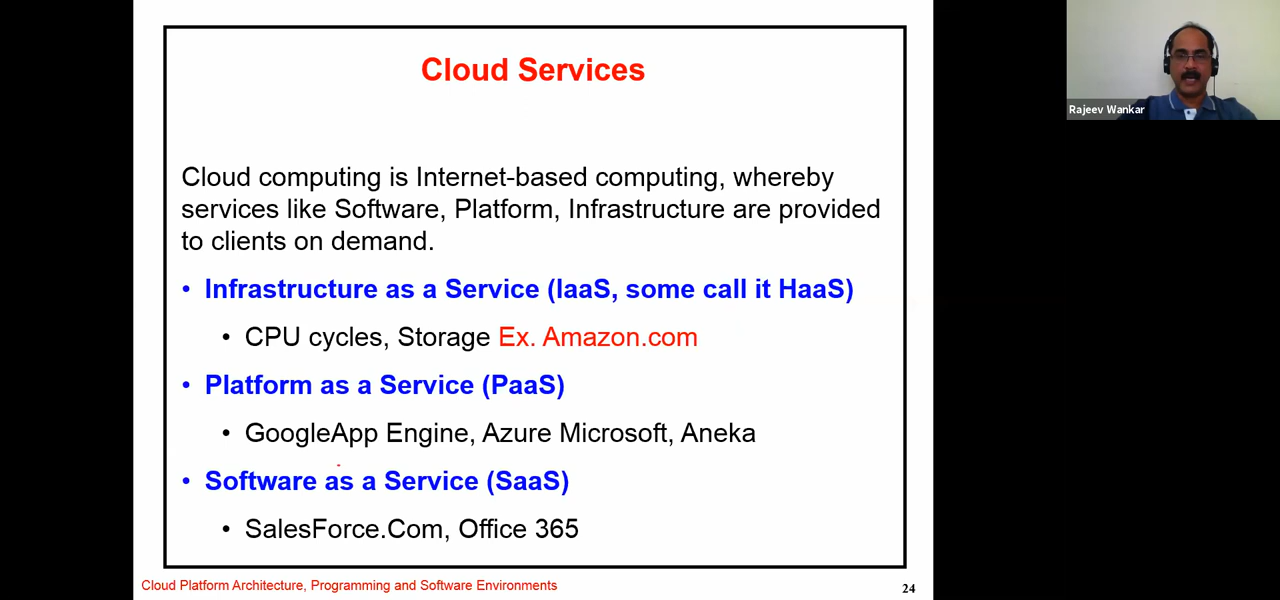 Cloud Services
Rajeev Wankar
Cloud computing is Internet-based computing, whereby
services like Software, Platform, Infrastructure are provided
to clients on demand.
• Infrastructure as a Service (IaaS, some call it HaaS)
• CPU cycles, Storage Ex. Amazon.com
• Platform as a Service (PaaS)
• GoogleApp Engine, Azure Microsoft, Aneka
• Software as a Service (SaaS)
• SalesForce.Com, Office 365
Cloud Platform Architecture, Programming and Software Environments
24